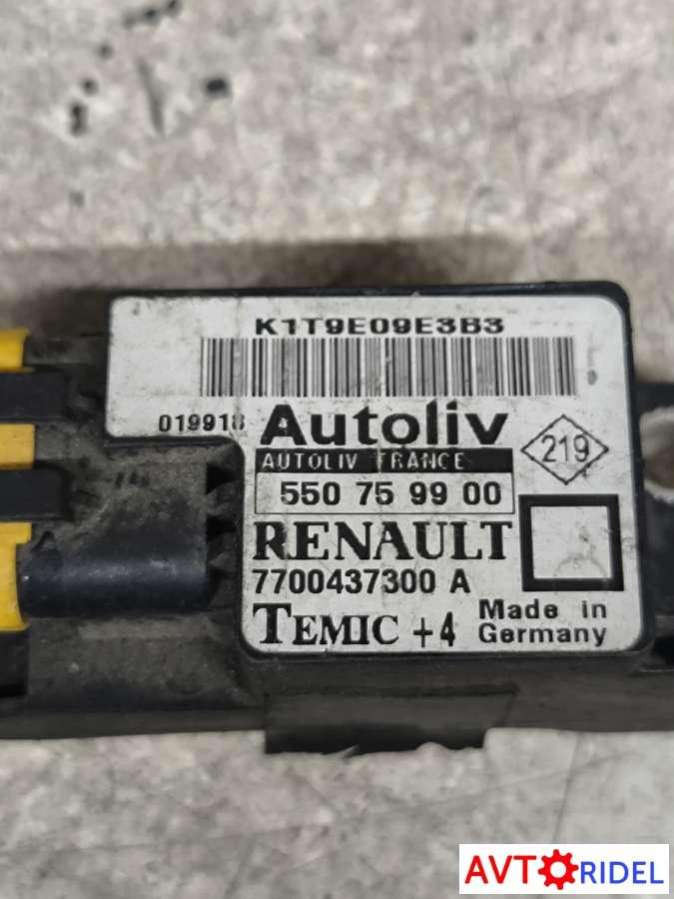 K1T9E09E3B3
019918 Autoliv
AUTOLIV FRANCE
219
550 75 99 00
RENAULT
7700437300 A
TEMIC +4 Made in
Germany
AVTORIDEL